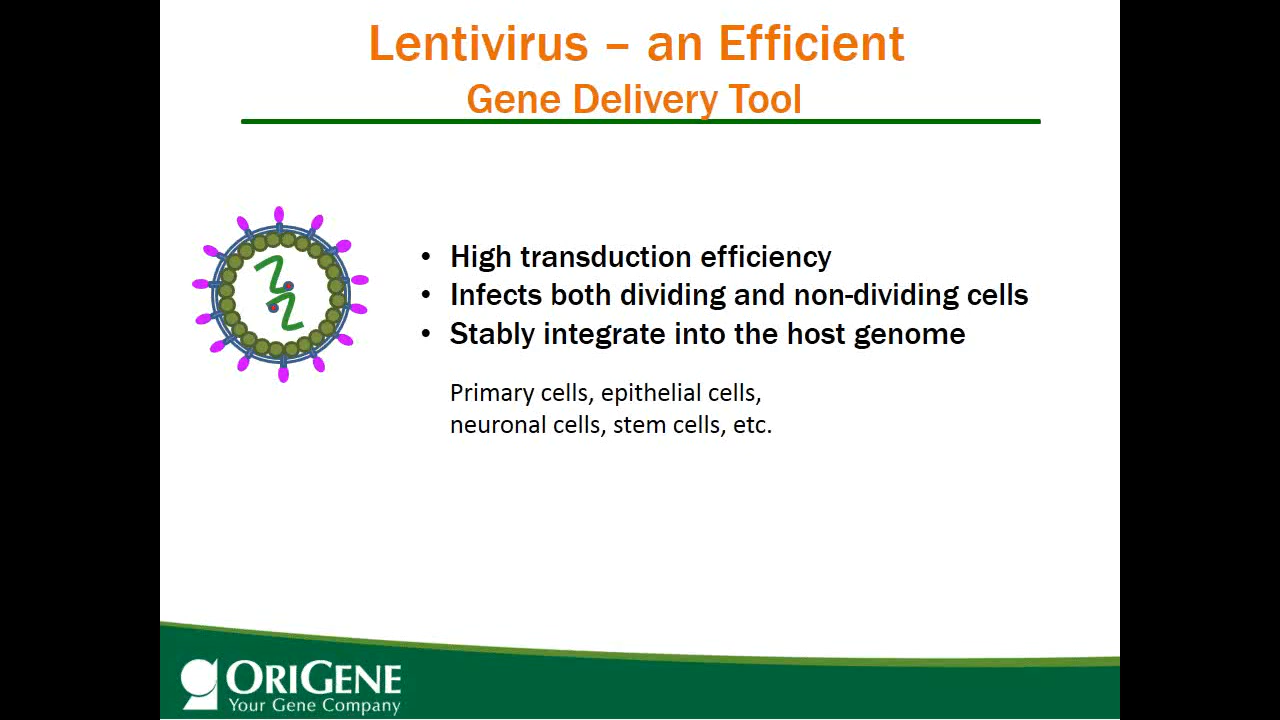 Lentivirus – an Efficient
Gene Delivery Tool
• High transduction efficiency
• Infects both dividing and non-dividing cells
• Stably integrate into the host genome
Primary cells, epithelial cells,
neuronal cells, stem cells, etc.
ORIGENE
Your Gene Company